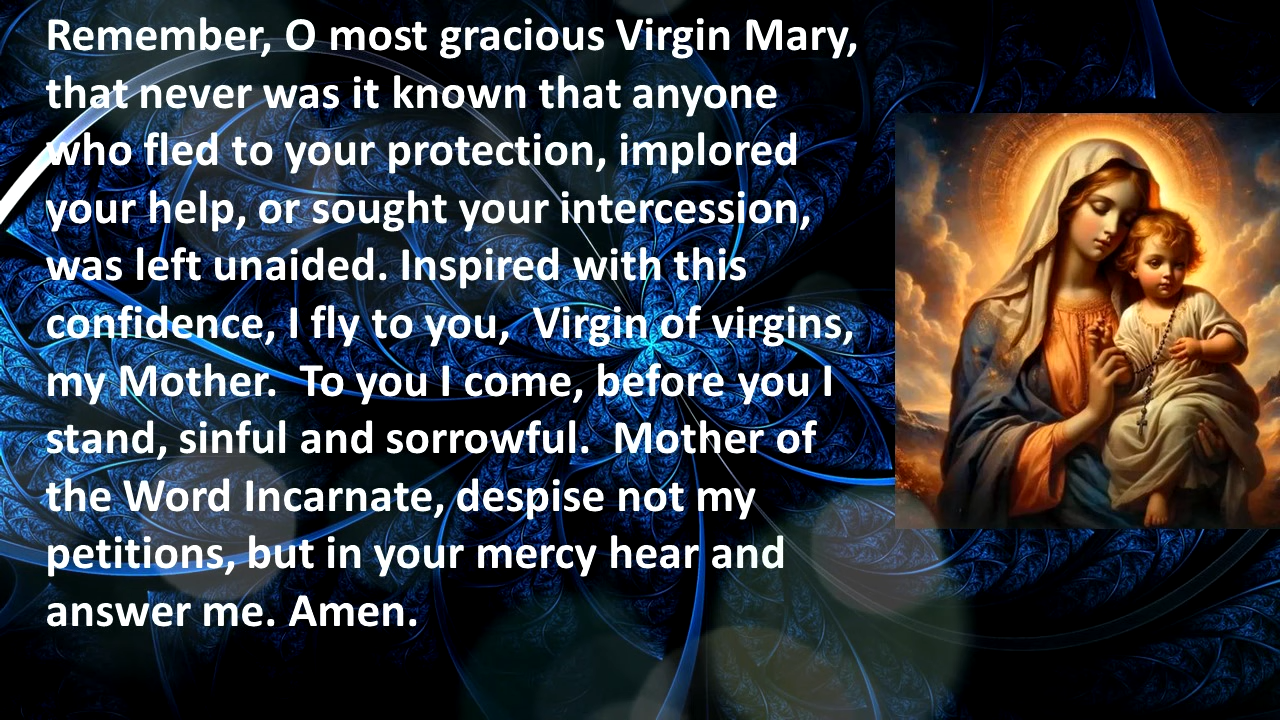 Remember, O most gracious Virgin Mary,
that never was it known that anyone
who fled to your protection, implored
your help, or sought your intercession,
was left unaided. Inspired with this
confidence, I fly to you,  Virgin of virgins,
my Mother.  To you I come, before you I
stand, sinful and sorrowful.  Mother of
the Word Incarnate, despise not my
petitions, but in your mercy hear and
answer me. Amen.